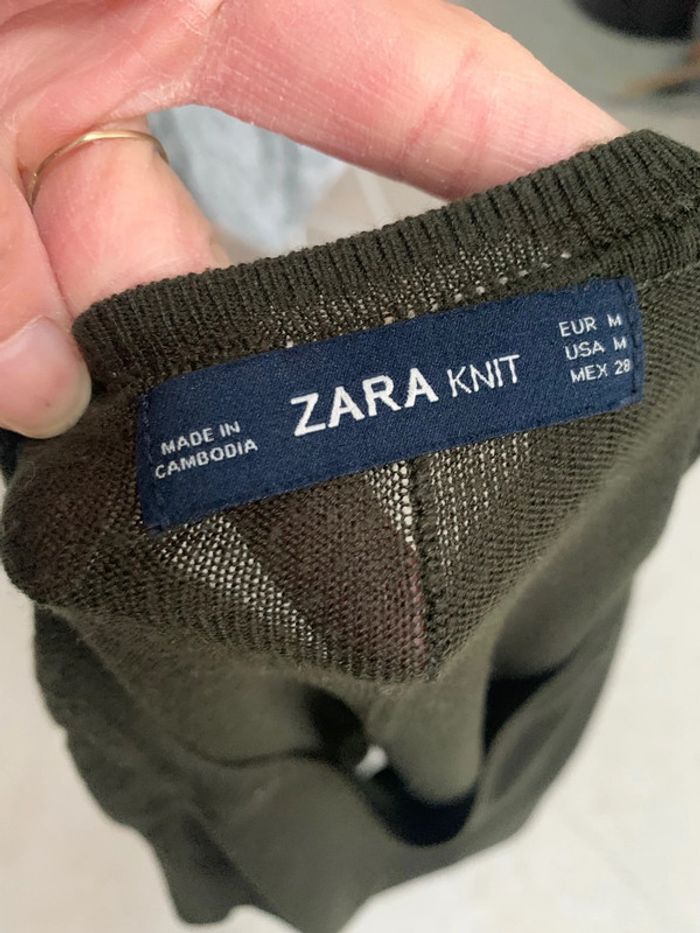 MADE IN
CAMBODIA
ZARA KNIT
EUR M
USA M
MEX 28